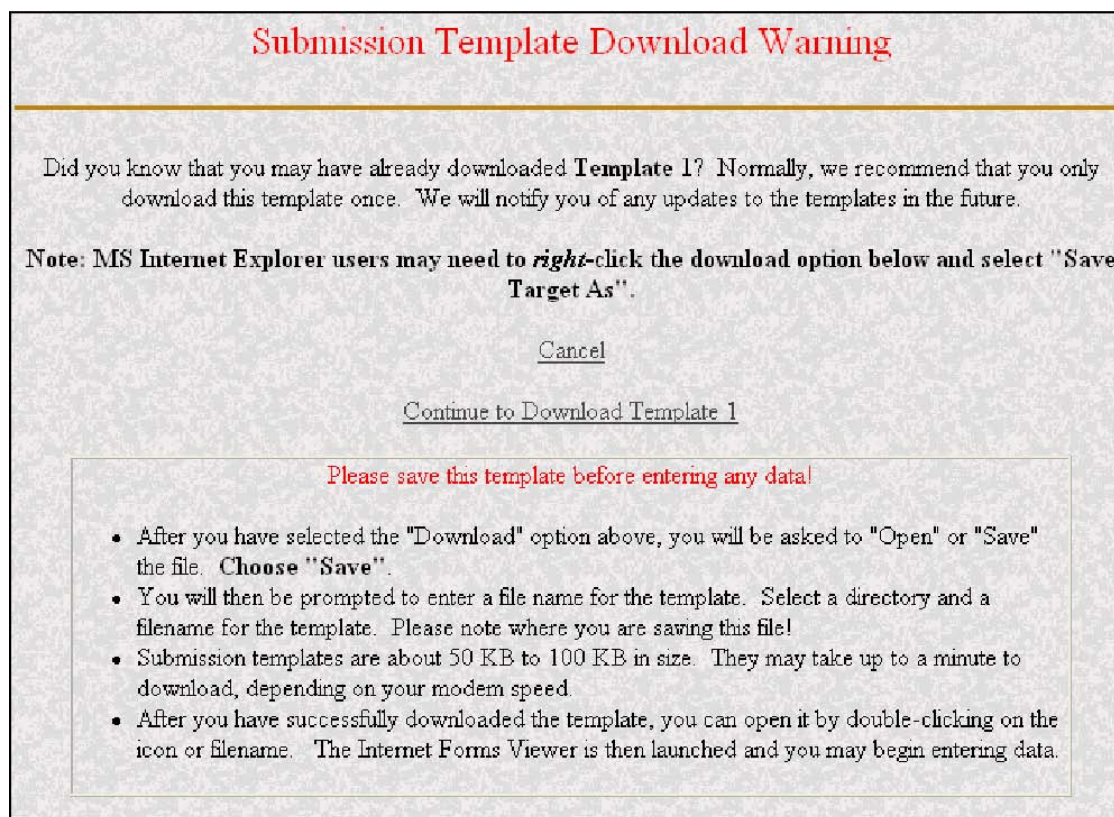 Submission Template Download Warning
Did you know that you may have already downloaded Template 1? Normally, we recommend that you only
download this template once. We will notify you of any updates to the templates in the future.
Note: MS Internet Explorer users may need to right-click the download option below and select "Save
Target As".
Cancel
Continue to Download Template 1
Please save this template before entering any data!
• After you have selected the "Download" option above, you will be asked to "Open" or "Save"
the file. Choose "Save".
• You will then be prompted to enter a file name for the template. Select a directory and a
filename for the template. Please note where you are saving this file!
• Submission templates are about 50 KB to 100 KB in size. They may take up to a minute to
download, depending on your modem speed.
• After you have successfully downloaded the template, you can open it by double-clicking on the
icon or filename. The Internet Forms Viewer is then launched and you may begin entering data.